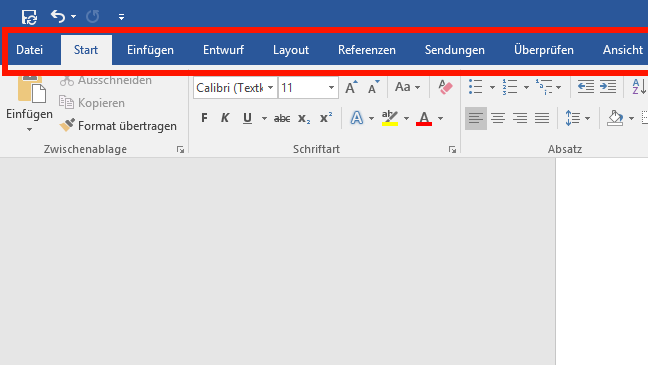 Datei Start Einfügen Entwurf Layout Referenzen Sendungen Überprüfen Ansicht
Ausschneiden
Calibri (Textk 11 A A Aa A
Kopieren
Einfügen
Format übertragen
F K U abc x₂ x² A ab A
Zwischenablage Schriftart Absatz